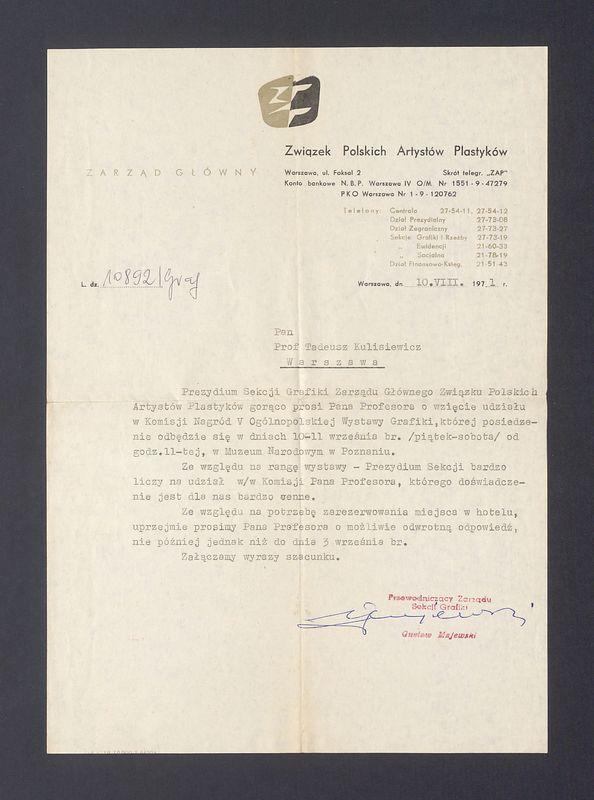 Związek Polskich Artystów Plastyków
ZARZĄD GŁÓWNY
Warszawa, ul. Foksal 2 Skrót telegr. „ZAP"
Konto bankowe N.B.P. Warszawa IV O/M. Nr 1551-9-47279
PKO Warszawa Nr 1-9-120762
Telefony: Centrala 27-54-11, 27-54-12
Dział Prezydialny 27-73-08
Dział Zagraniczny 27-73-27
Sekcje: Grafiki i Rzeźby 27-73-19
„ Ewidencji 21-60-33
„ Socjalna 21-78-19
Dział Finansowo-Księg. 21-51-43
L. dz. 10892/Graf
Warszawa, dn. 10.VIII. 1971 r.
Pan
Prof Tadeusz Kulisiewicz
Warszawa
Prezydium Sekcji Grafiki Zarządu Głównego Związku Polskich
Artystów Plastyków gorąco prosi Pana Profesora o wzięcie udziału
w Komisji Nagród V Ogólnopolskiej Wystawy Grafiki,której posiedze-
nie odbędzie się w dniach 10-11 września br. /piątek-sobota/ od
godz.11-tej, w Muzeum Narodowym w Poznaniu.
Ze względu na rangę wystawy - Prezydium Sekcji bardzo
liczy na udział w/w Komisji Pana Profesora, którego doświadcze-
nie jest dla nas bardzo cenne.
Ze względu na potrzebę zarezerwowania miejsca w hotelu,
uprzejmie prosimy Pana Profesora o możliwie odwrotną odpowiedź,
nie później jednak niż do dnia 3 września br.
Załączamy wyrazy szacunku.
Przewodniczący Zarządu
Sekcji Grafiki
Gustaw Majewski